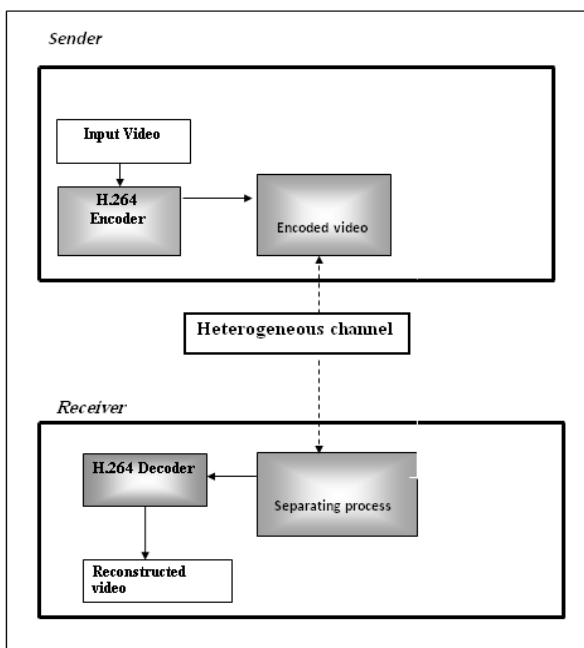 Sender
Input Video
H.264
Encoder
Encoded video
Heterogeneous channel
Receiver
H.264 Decoder
Separating process
Reconstructed
video